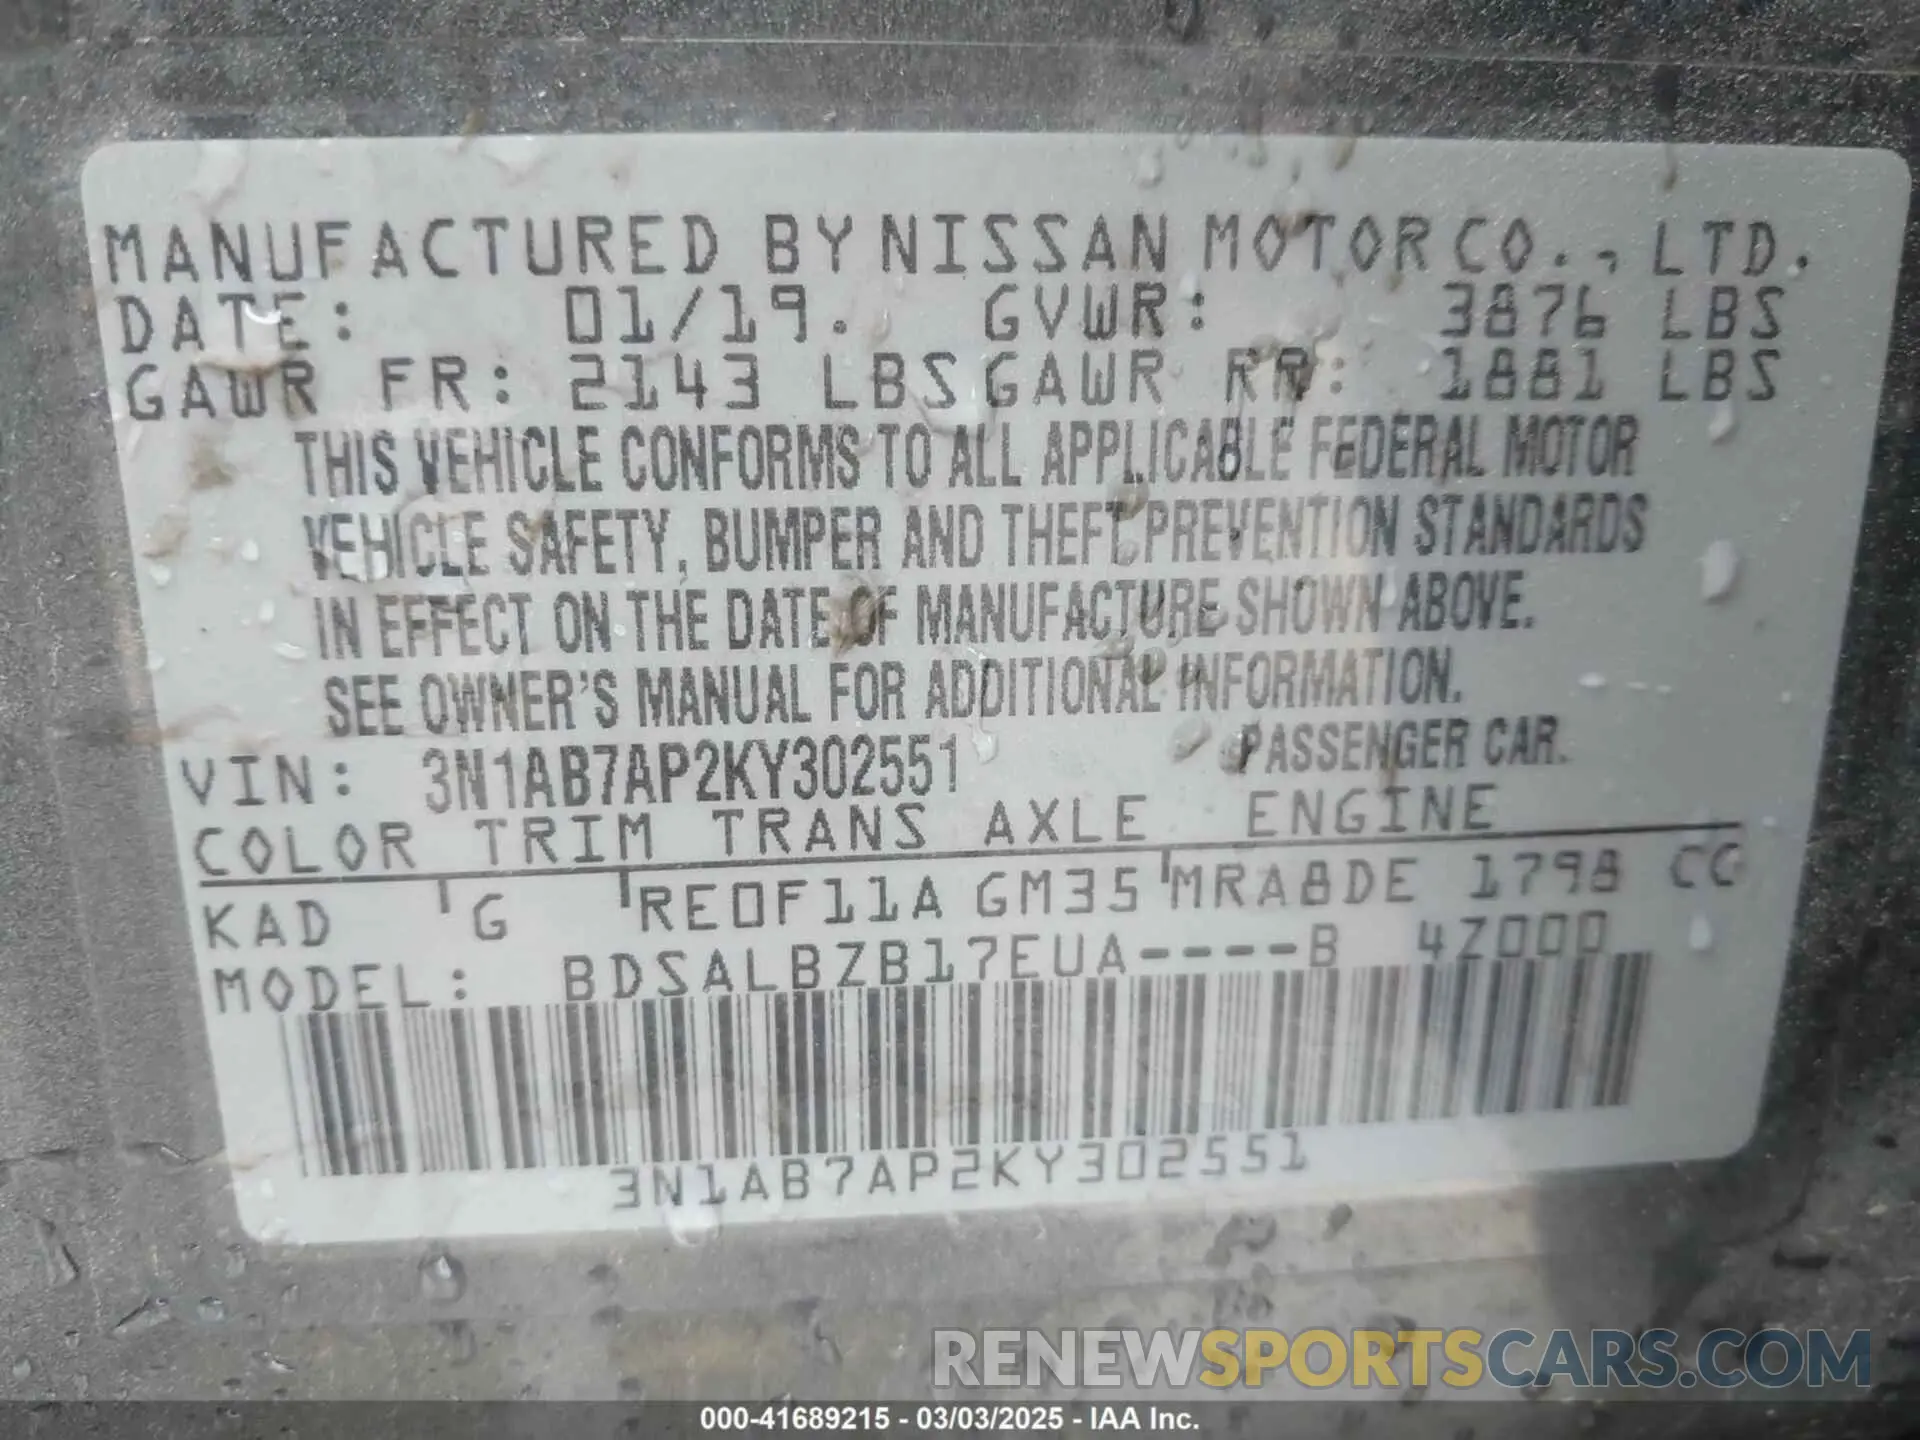 MANUFACTURED BY NISSAN MOTOR CO., LTD.
DATE: 01/19. GVWR: 3876 LBS
GAWR FR: 2143 LBS GAWR RR: 1881 LBS
THIS VEHICLE CONFORMS TO ALL APPLICABLE FEDERAL MOTOR
VEHICLE SAFETY, BUMPER AND THEFT PREVENTION STANDARDS
IN EFFECT ON THE DATE OF MANUFACTURE SHOWN ABOVE.
SEE OWNER'S MANUAL FOR ADDITIONAL INFORMATION.
VIN: 3N1AB7AP2KY302551 PASSENGER CAR.
COLOR TRIM TRANS AXLE ENGINE
KAD G RE0F11A GM35 MRA8DE 1798 CC
MODEL: BDSALBZB17EUA----B 4Z000
3N1AB7AP2KY302551
RENEWSPORTSCARS.COM
000-41689215 - 03/03/2025 - IAA Inc.